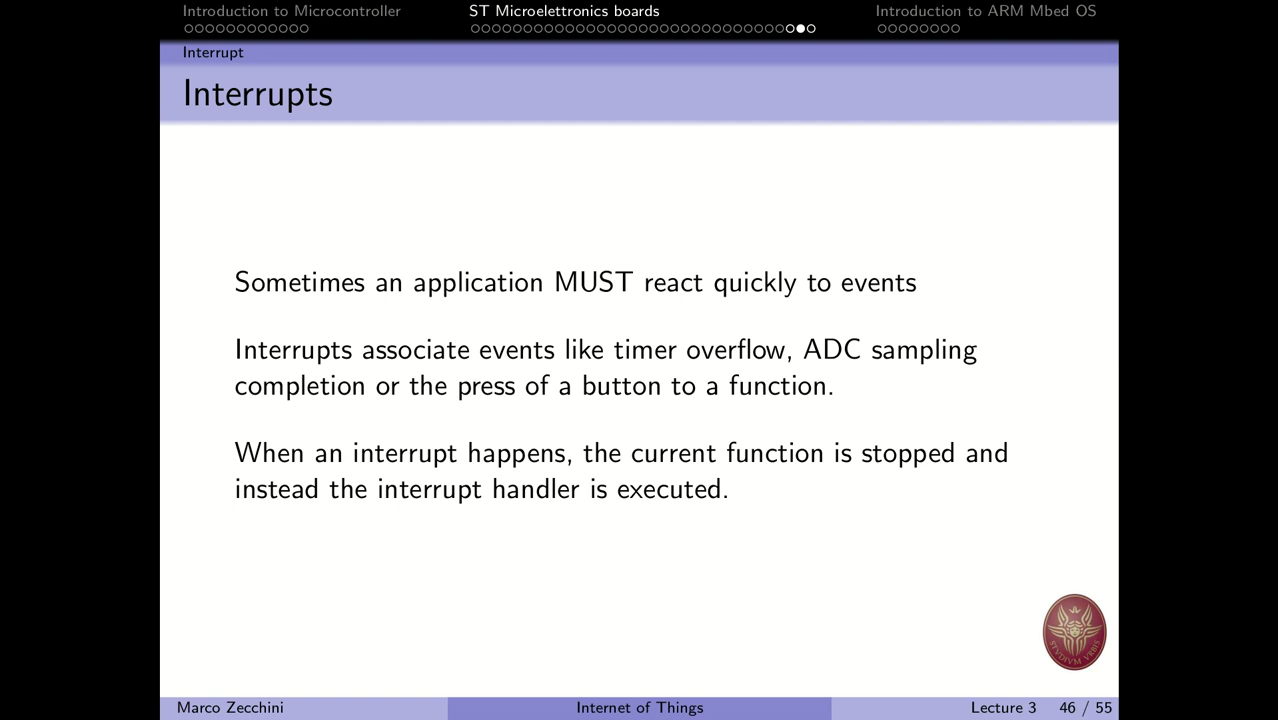 Introduction to Microcontroller
ST Microelettronics boards
Introduction to ARM Mbed OS
Interrupt
Interrupts
Sometimes an application MUST react quickly to events
Interrupts associate events like timer overflow, ADC sampling
completion or the press of a button to a function.
When an interrupt happens, the current function is stopped and
instead the interrupt handler is executed.
STVDIVM VRBIS
Marco Zecchini
Internet of Things
Lecture 3
46 / 55